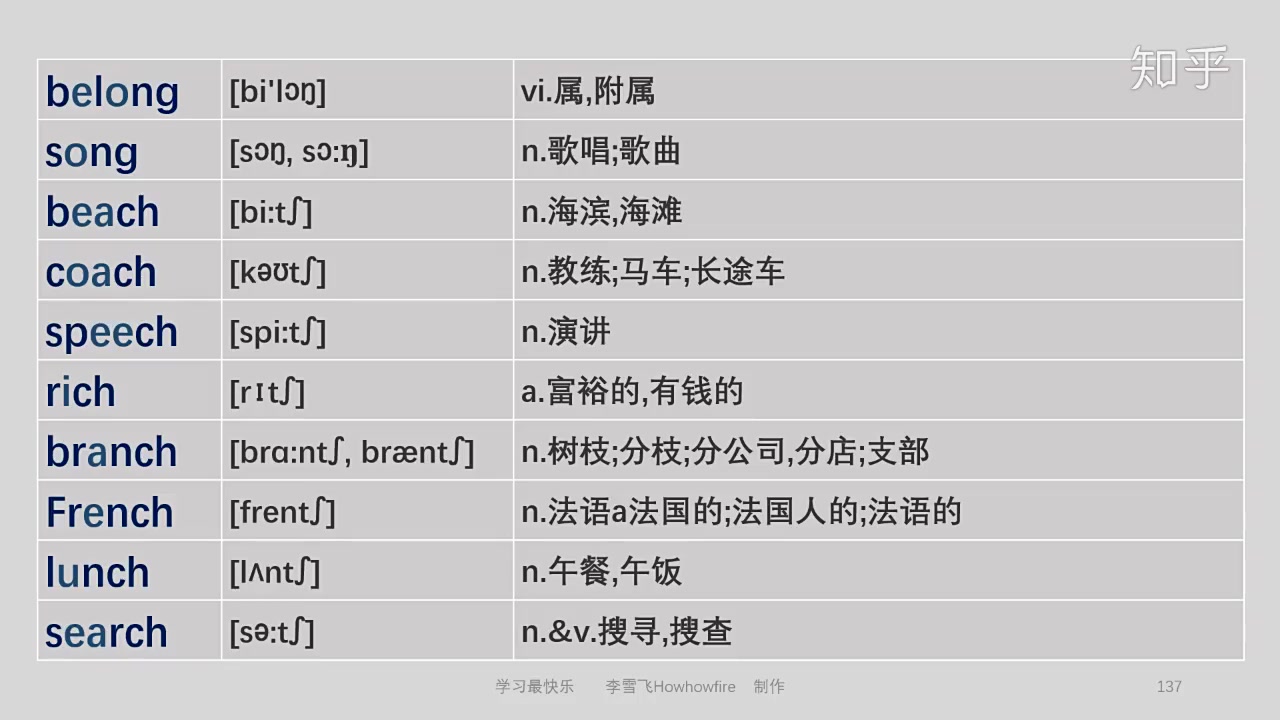 知乎
belong [bi'lɔŋ] vi.属,附属
song [sɔŋ, sɔ:ŋ] n.歌唱;歌曲
beach [bi:tʃ] n.海滨,海滩
coach [kəʊtʃ] n.教练;马车;长途车
speech [spi:tʃ] n.演讲
rich [rɪtʃ] a.富裕的,有钱的
branch [brɑ:ntʃ, bræntʃ] n.树枝;分枝;分公司,分店;支部
French [frentʃ] n.法语a法国的;法国人的;法语的
lunch [lʌntʃ] n.午餐,午饭
search [sə:tʃ] n.&v.搜寻,搜查
学习最快乐 李雪飞Howhowfire 制作 137